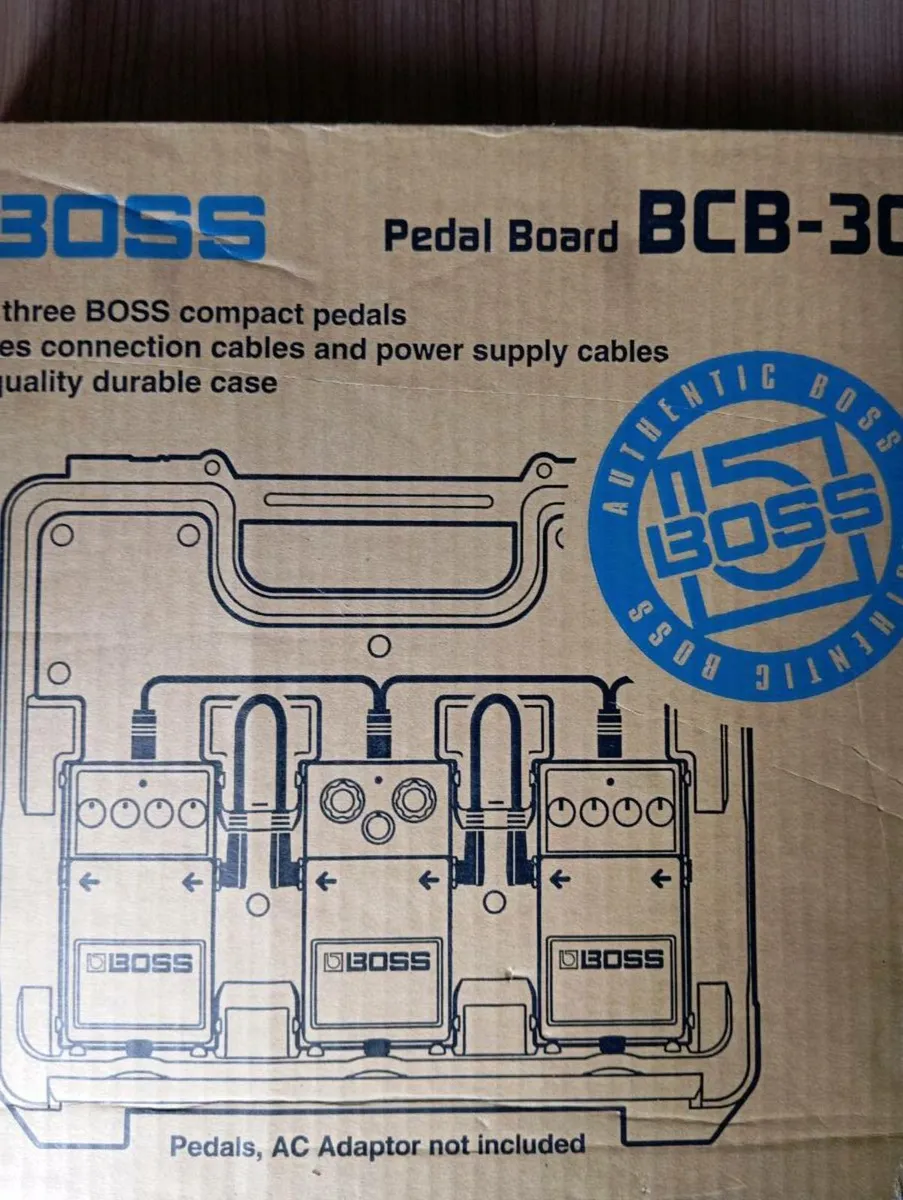 BOSS
Pedal Board BCB-30
three BOSS compact pedals
es connection cables and power supply cables
quality durable case
AUTHENTIC BOSS
BOSS
AUTHENTIC BOSS
BOSS
BOSS
BOSS
Pedals, AC Adaptor not included